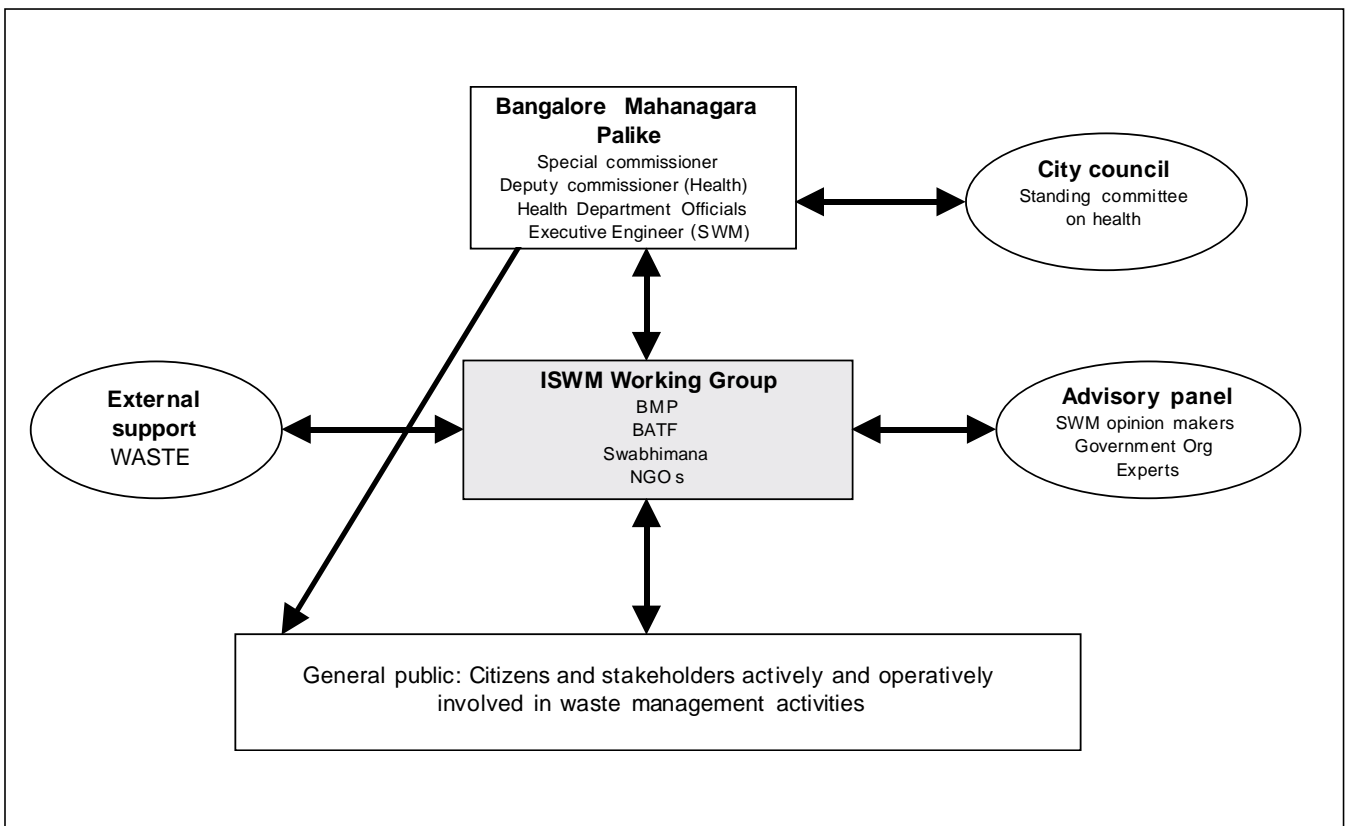 Bangalore Mahanagara
Palike
Special commissioner
Deputy commissioner (Health)
Health Department Officials
Executive Engineer (SWM)
City council
Standing committee
on health
External
support
WASTE
ISWM Working Group
BMP
BATF
Swabhimana
NGOs
Advisory panel
SWM opinion makers
Government Org
Experts
General public: Citizens and stakeholders actively and operatively
involved in waste management activities